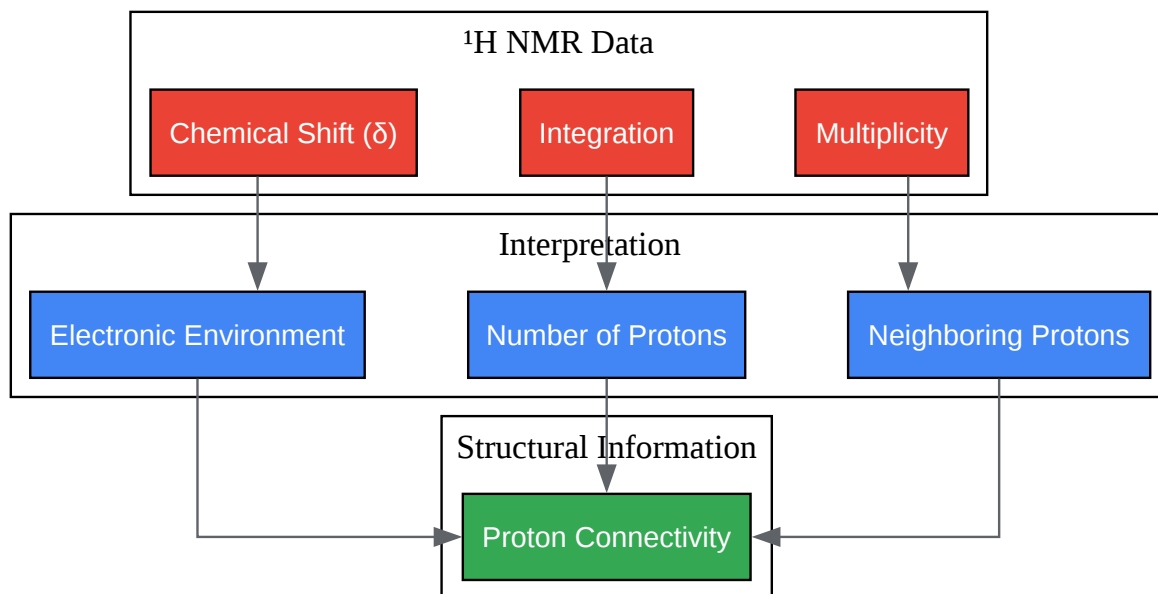 ¹H NMR Data
Chemical Shift (δ)
Integration
Multiplicity
Interpretation
Electronic Environment
Number of Protons
Neighboring Protons
Structural Information
Proton Connectivity